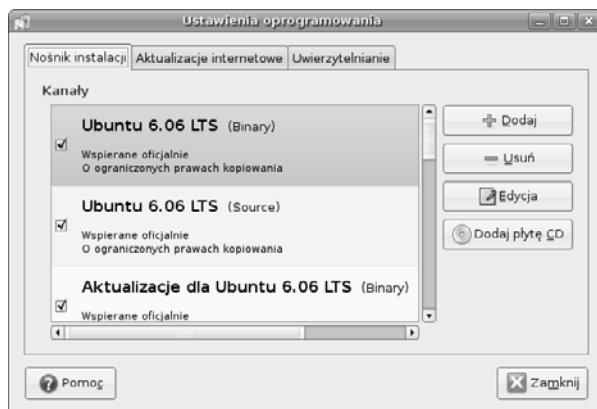 Ustawienia oprogramowania
Nośnik instalacji
Aktualizacje internetowe
Uwierzytelnianie
Kanały
Ubuntu 6.06 LTS (Binary)
Wspierane oficjalnie
O ograniczonych prawach kopiowania
Ubuntu 6.06 LTS (Source)
Wspierane oficjalnie
O ograniczonych prawach kopiowania
Aktualizacje dla Ubuntu 6.06 LTS (Binary)
Wspierane oficjalnie
Dodaj
Usuń
Edycja
Dodaj płytę CD
Pomoc
Zamknij